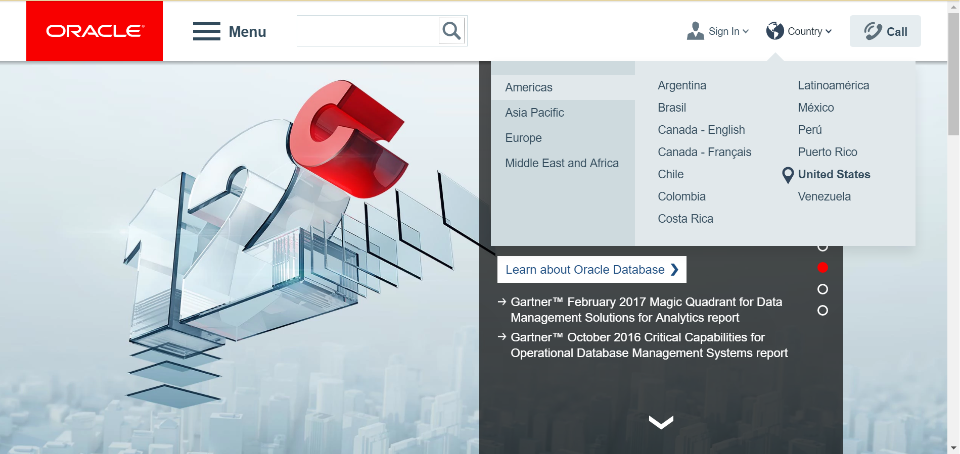 ORACLE®
Menu
Sign In
Country
Call
Americas
Asia Pacific
Europe
Middle East and Africa
Argentina
Brasil
Canada - English
Canada - Français
Chile
Colombia
Costa Rica
Latinoamérica
México
Perú
Puerto Rico
United States
Venezuela
12c
Learn about Oracle Database ❯
→ Gartner™ February 2017 Magic Quadrant for Data
Management Solutions for Analytics report
→ Gartner™ October 2016 Critical Capabilities for
Operational Database Management Systems report